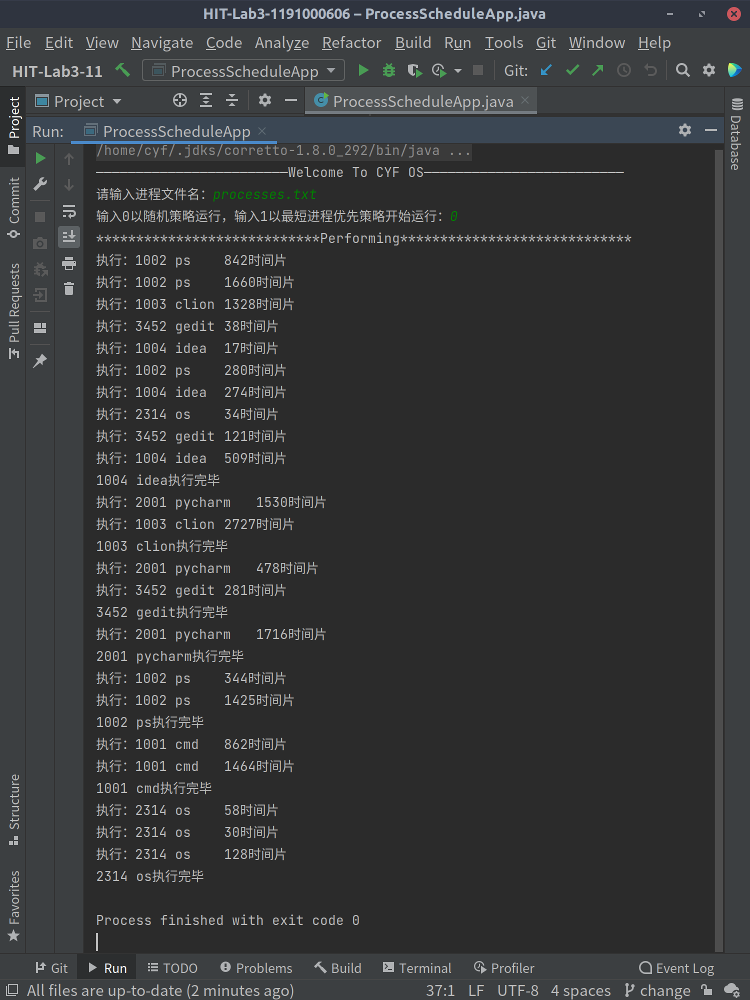 HIT-Lab3-1191000606 – ProcessScheduleApp.java
File Edit View Navigate Code Analyze Refactor Build Run Tools Git Window Help
HIT-Lab3-11 ProcessScheduleApp Git:
Project ProcessScheduleApp.java
Run: ProcessScheduleApp
Project
Commit
Pull Requests
Structure
Favorites
Database
/home/cyf/.jdks/corretto-1.8.0_292/bin/java ...
————————————————————————Welcome To CYF OS—————————————————————————
请输入进程文件名：processes.txt
输入0以随机策略运行，输入1以最短进程优先策略开始运行：0
****************************Performing*****************************
执行：1002 ps 842时间片
执行：1002 ps 1660时间片
执行：1003 clion 1328时间片
执行：3452 gedit 38时间片
执行：1004 idea 17时间片
执行：1002 ps 280时间片
执行：1004 idea 274时间片
执行：2314 os 34时间片
执行：3452 gedit 121时间片
执行：1004 idea 509时间片
1004 idea执行完毕
执行：2001 pycharm 1530时间片
执行：1003 clion 2727时间片
1003 clion执行完毕
执行：2001 pycharm 478时间片
执行：3452 gedit 281时间片
3452 gedit执行完毕
执行：2001 pycharm 1716时间片
2001 pycharm执行完毕
执行：1002 ps 344时间片
执行：1002 ps 1425时间片
1002 ps执行完毕
执行：1001 cmd 862时间片
执行：1001 cmd 1464时间片
1001 cmd执行完毕
执行：2314 os 58时间片
执行：2314 os 30时间片
执行：2314 os 128时间片
2314 os执行完毕
Process finished with exit code 0
Git Run TODO Problems Build Terminal Profiler Event Log
All files are up-to-date (2 minutes ago) 37:1 LF UTF-8 4 spaces change